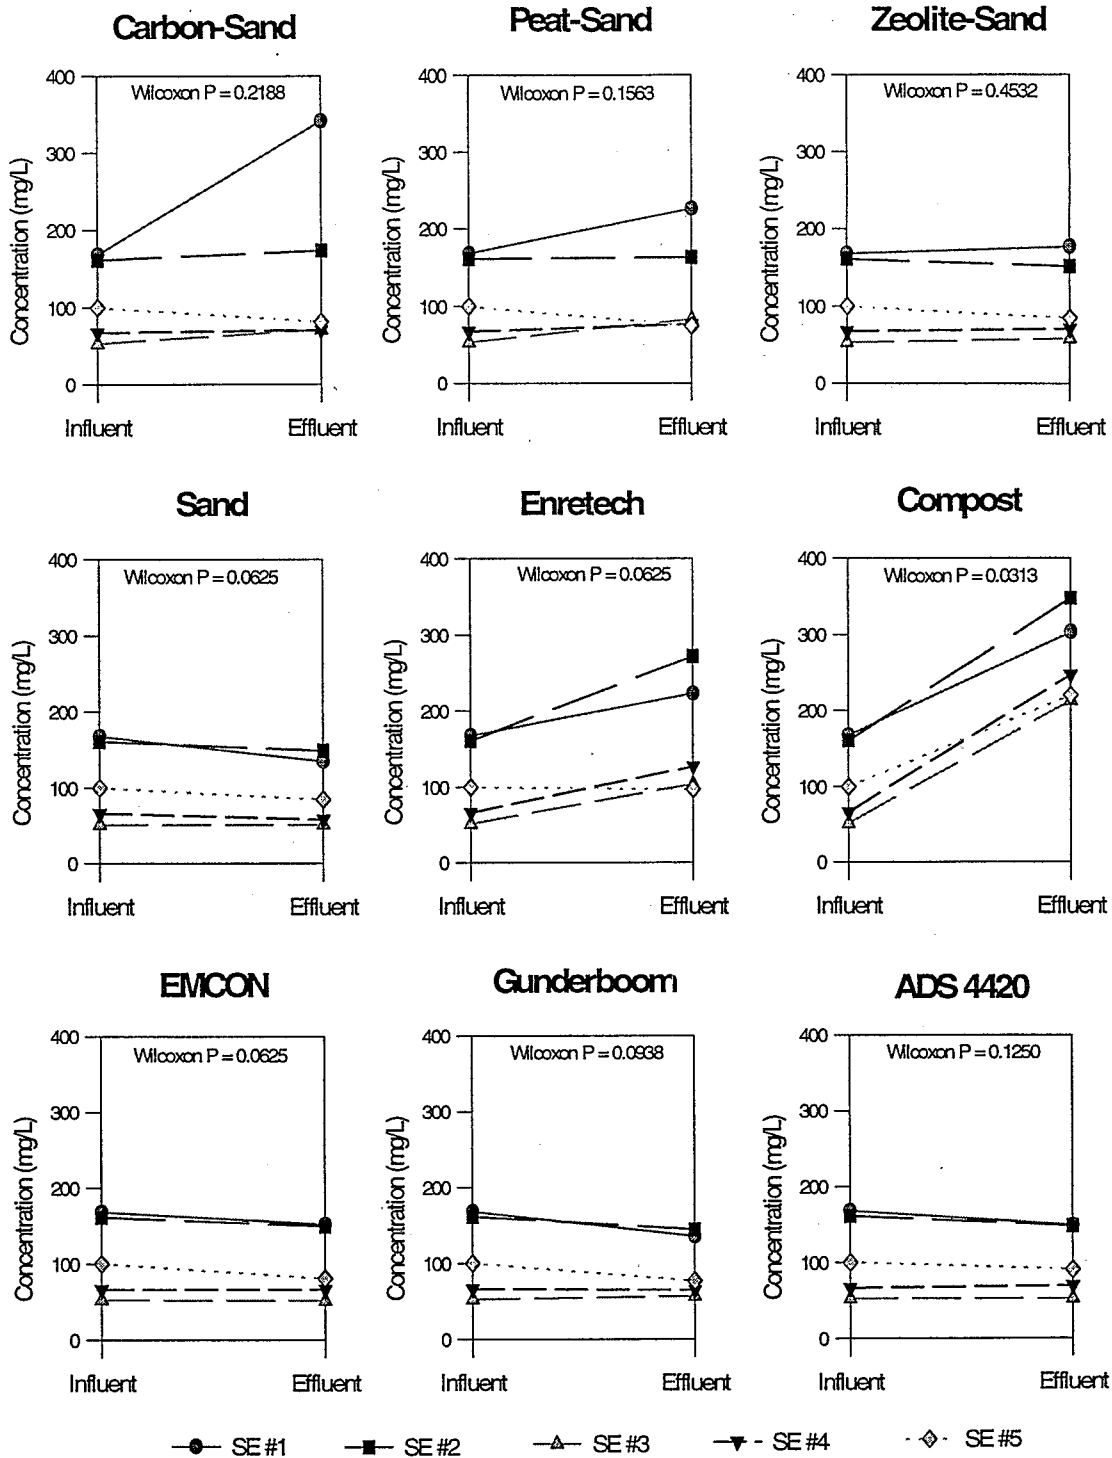 Carbon-Sand
Peat-Sand
Zeolite-Sand
Wilcoxon P = 0.2188
Wilcoxon P = 0.1563
Wilcoxon P = 0.4532
400
300
200
100
0
400
300
200
100
0
400
300
200
100
0
Concentration (mg/L)
Concentration (mg/L)
Concentration (mg/L)
Influent
Effluent
Influent
Effluent
Influent
Effluent
Sand
Enretech
Compost
Wilcoxon P = 0.0625
Wilcoxon P = 0.0625
Wilcoxon P = 0.0313
400
300
200
100
0
400
300
200
100
0
400
300
200
100
0
Concentration (mg/L)
Concentration (mg/L)
Concentration (mg/L)
Influent
Effluent
Influent
Effluent
Influent
Effluent
EMCON
Gunderboom
ADS 4420
Wilcoxon P = 0.0625
Wilcoxon P = 0.0938
Wilcoxon P = 0.1250
400
300
200
100
0
400
300
200
100
0
400
300
200
100
0
Concentration (mg/L)
Concentration (mg/L)
Concentration (mg/L)
Influent
Effluent
Influent
Effluent
Influent
Effluent
SE #1
SE #2
SE #3
SE #4
SE #5